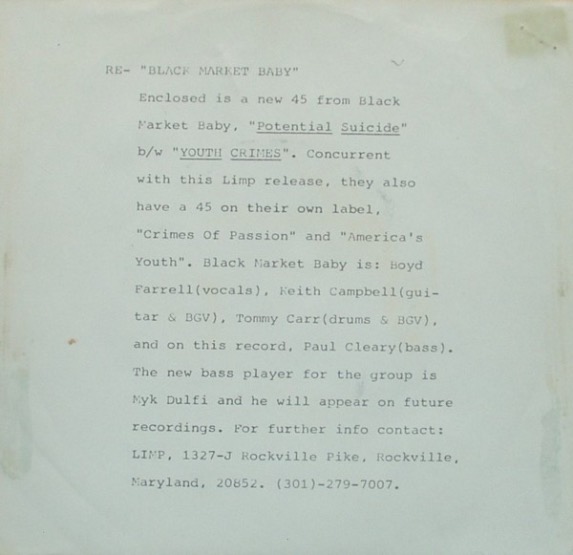 RE- "BLACK MARKET BABY"
Enclosed is a new 45 from Black
Market Baby, "Potential Suicide"
b/w "YOUTH CRIMES". Concurrent
with this Limp release, they also
have a 45 on their own label,
"Crimes Of Passion" and "America's
Youth". Black Market Baby is: Boyd
Farrell(vocals), Keith Campbell(gui-
tar & BGV), Tommy Carr(drums & BGV),
and on this record, Paul Cleary(bass).
The new bass player for the group is
Myk Dulfi and he will appear on future
recordings. For further info contact:
LIMP, 1327-J Rockville Pike, Rockville,
Maryland, 20852. (301)-279-7007.